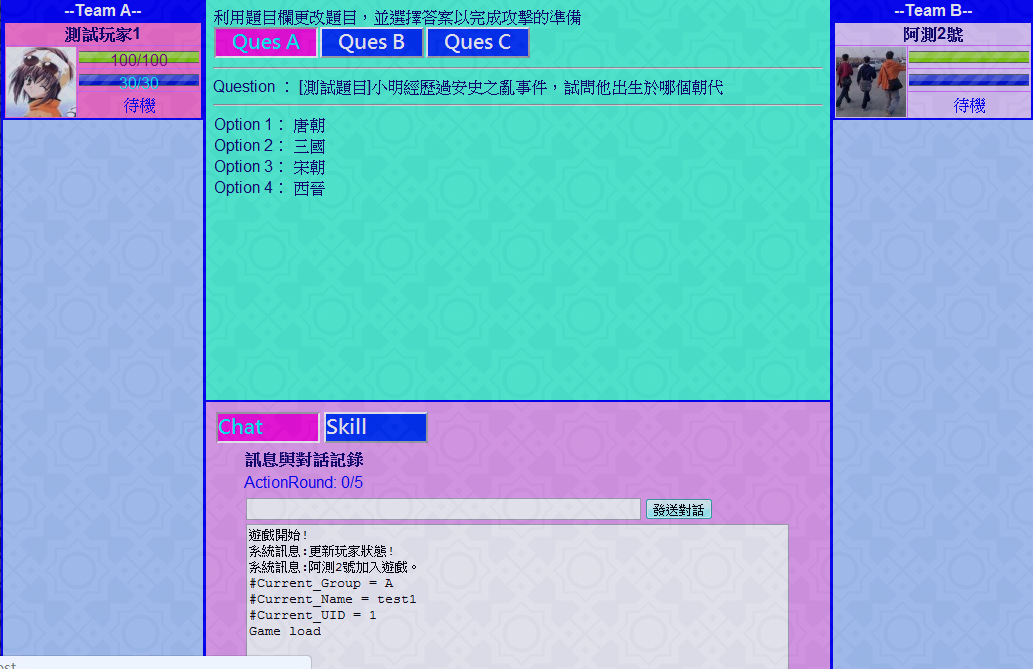 --Team A--
測試玩家1
100/100
30/30
待機
利用題目欄更改題目，並選擇答案以完成攻擊的準備
Ques A
Ques B
Ques C
Question ： [測試題目]小明經歷過安史之亂事件，試問他出生於哪個朝代
Option 1： 唐朝
Option 2： 三國
Option 3： 宋朝
Option 4： 西晉
--Team B--
阿測2號
待機
Chat
Skill
訊息與對話記錄
ActionRound: 0/5
發送對話
遊戲開始!
系統訊息:更新玩家狀態!
系統訊息:阿測2號加入遊戲。
#Current_Group = A
#Current_Name = test1
#Current_UID = 1
Game load